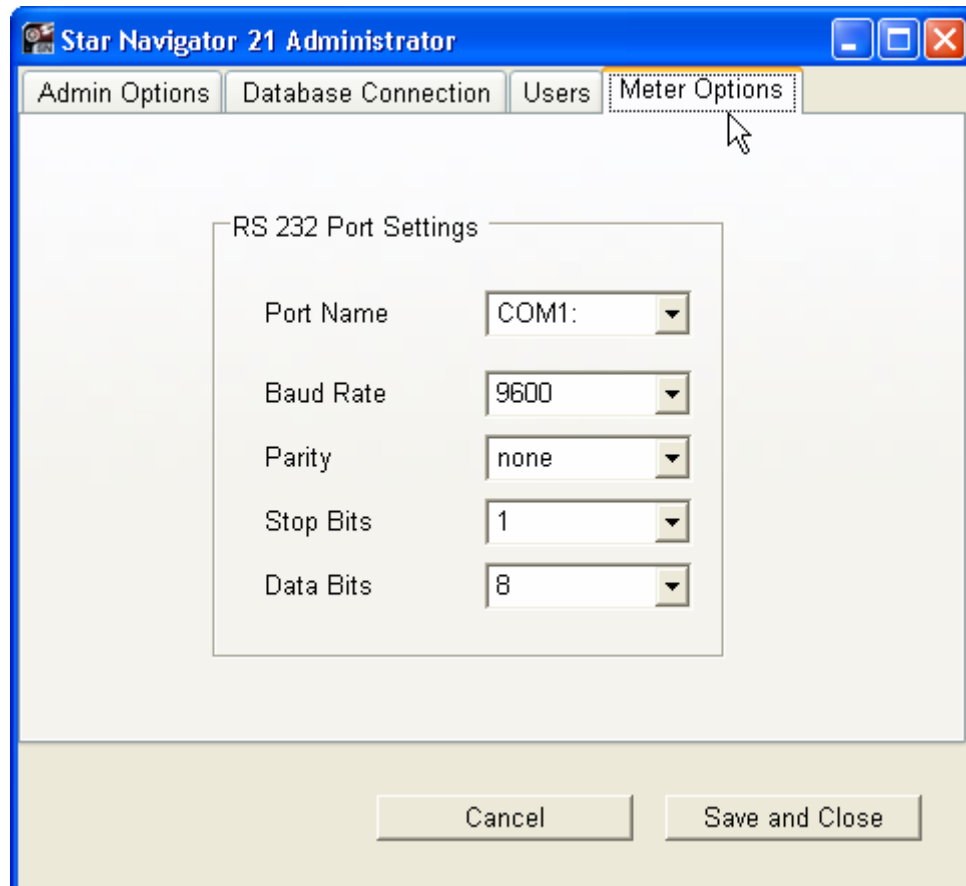 Star Navigator 21 Administrator
Admin Options Database Connection Users Meter Options
RS 232 Port Settings
Port Name COM1:
Baud Rate 9600
Parity none
Stop Bits 1
Data Bits 8
Cancel Save and Close